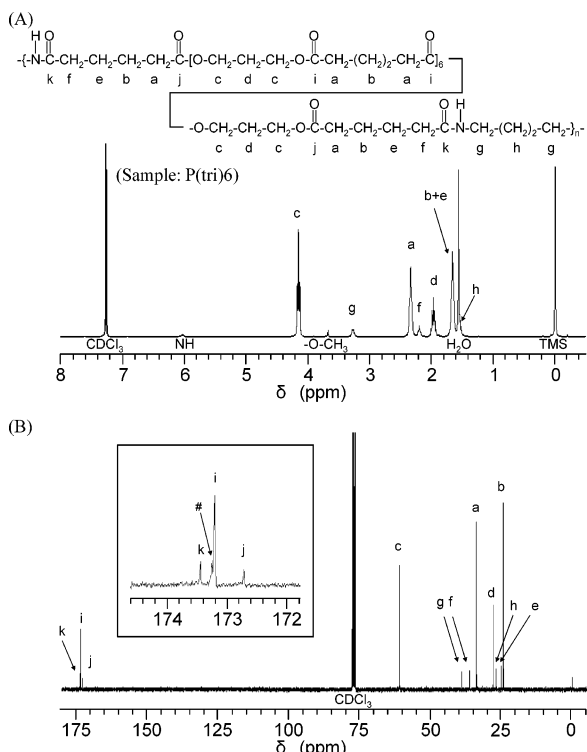 (A)
H O O O O
-{-N-C-CH₂-CH₂-CH₂-CH₂-C[O-CH₂-CH₂-CH₂-O-C-CH₂-(CH₂)₂-CH₂-C]₆
k f e b a j c d c i a b a i
O O H
-O-CH₂-CH₂-CH₂-O-C-CH₂-CH₂-CH₂-CH₂-C-N-CH₂-(CH₂)₂-CH₂-}ₙ-
c d c j a b e f k g h g
(Sample: P(tri)6)
c
b+e
a
f
d
h
g
CDCl₃ NH -O-CH₃ H₂O TMS
8 7 6 5 4 3 2 1 0
δ (ppm)
(B)
i
#
k
j
174 173 172
b
a
c
d
g f
h
e
i
k
j
CDCl₃
175 150 125 100 75 50 25 0
δ (ppm)